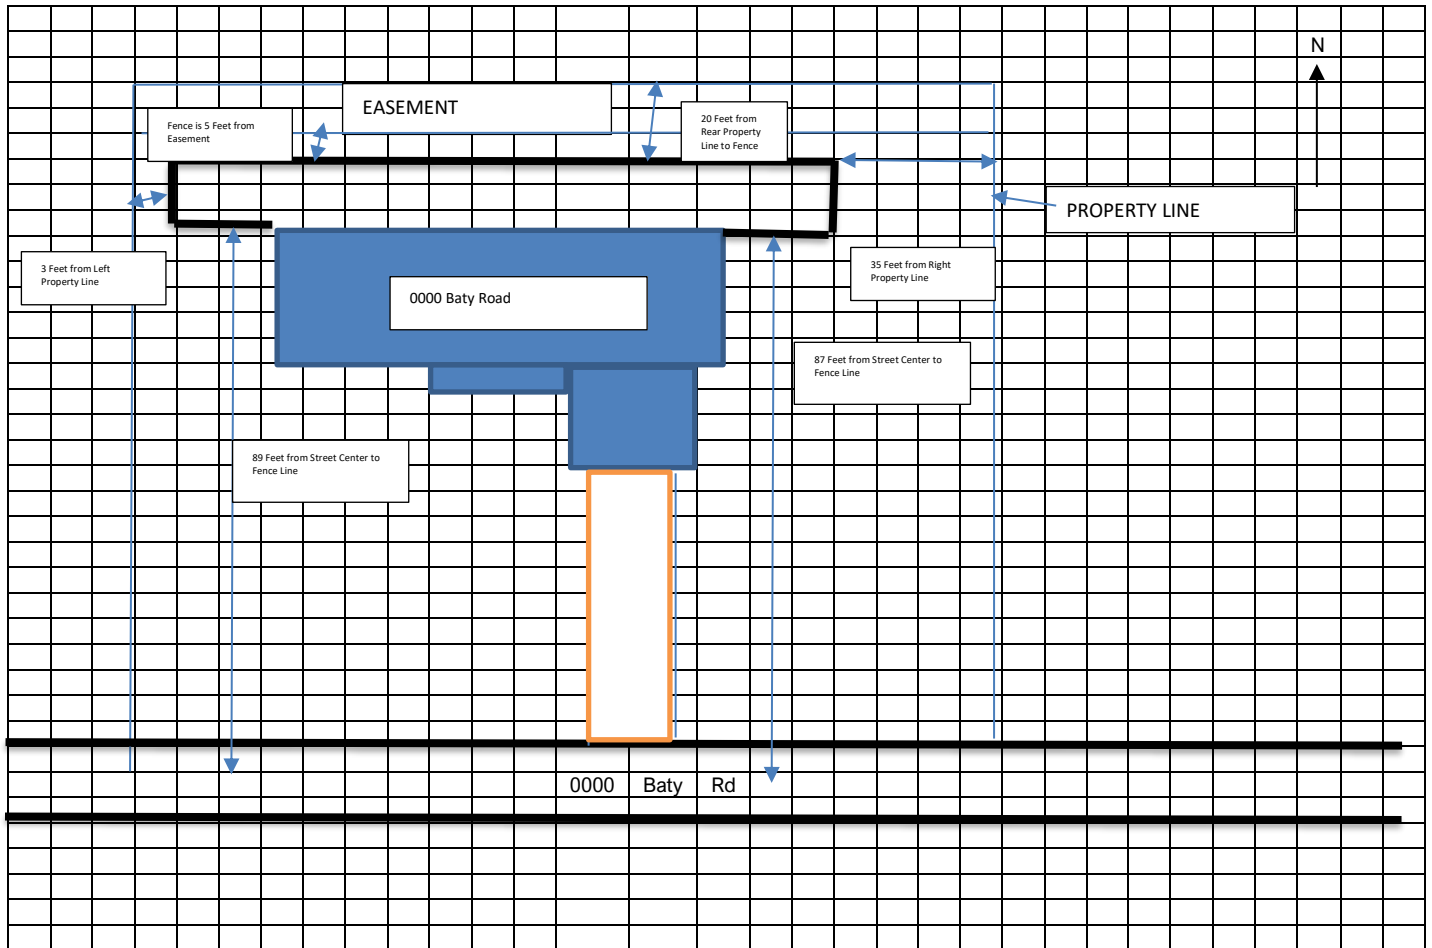 N
EASEMENT
Fence is 5 Feet from
Easement
20 Feet from
Rear Property
Line to Fence
PROPERTY LINE
3 Feet from Left
Property Line
35 Feet from Right
Property Line
0000 Baty Road
87 Feet from Street Center to
Fence Line
89 Feet from Street Center to
Fence Line
0000 Baty Rd